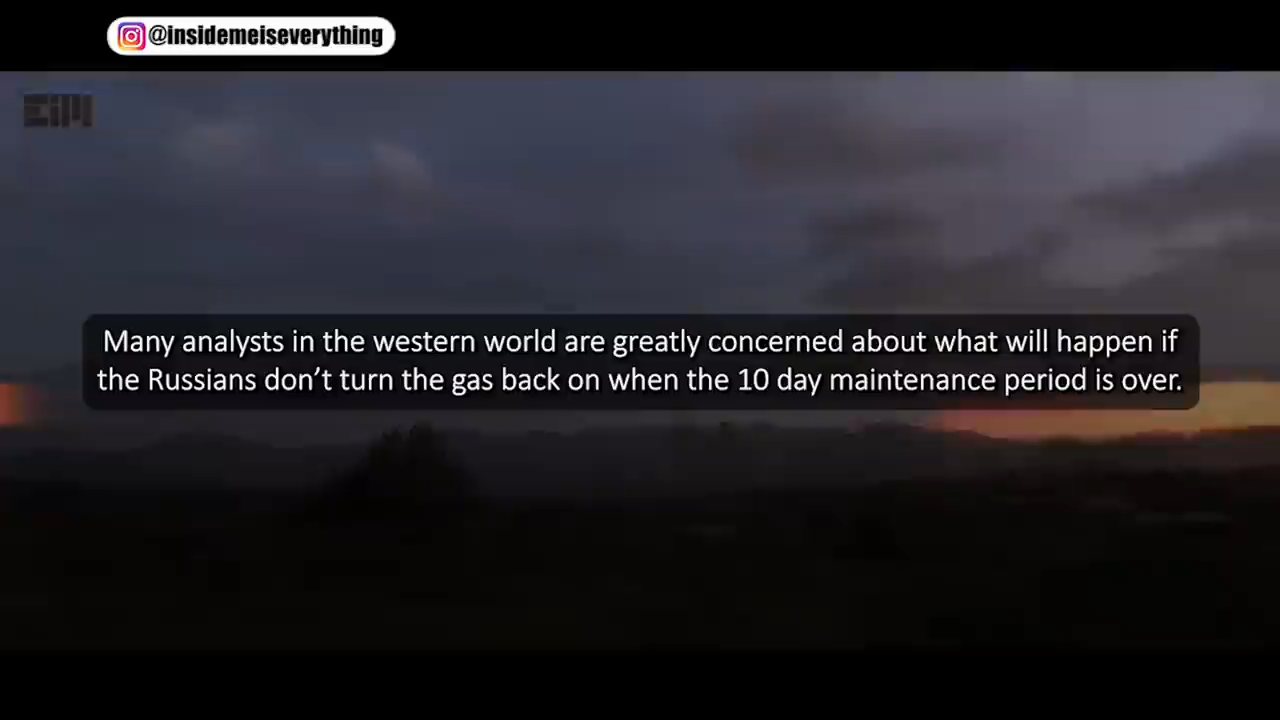 @insidemeiseverything
EIM
Many analysts in the western world are greatly concerned about what will happen if
the Russians don’t turn the gas back on when the 10 day maintenance period is over.